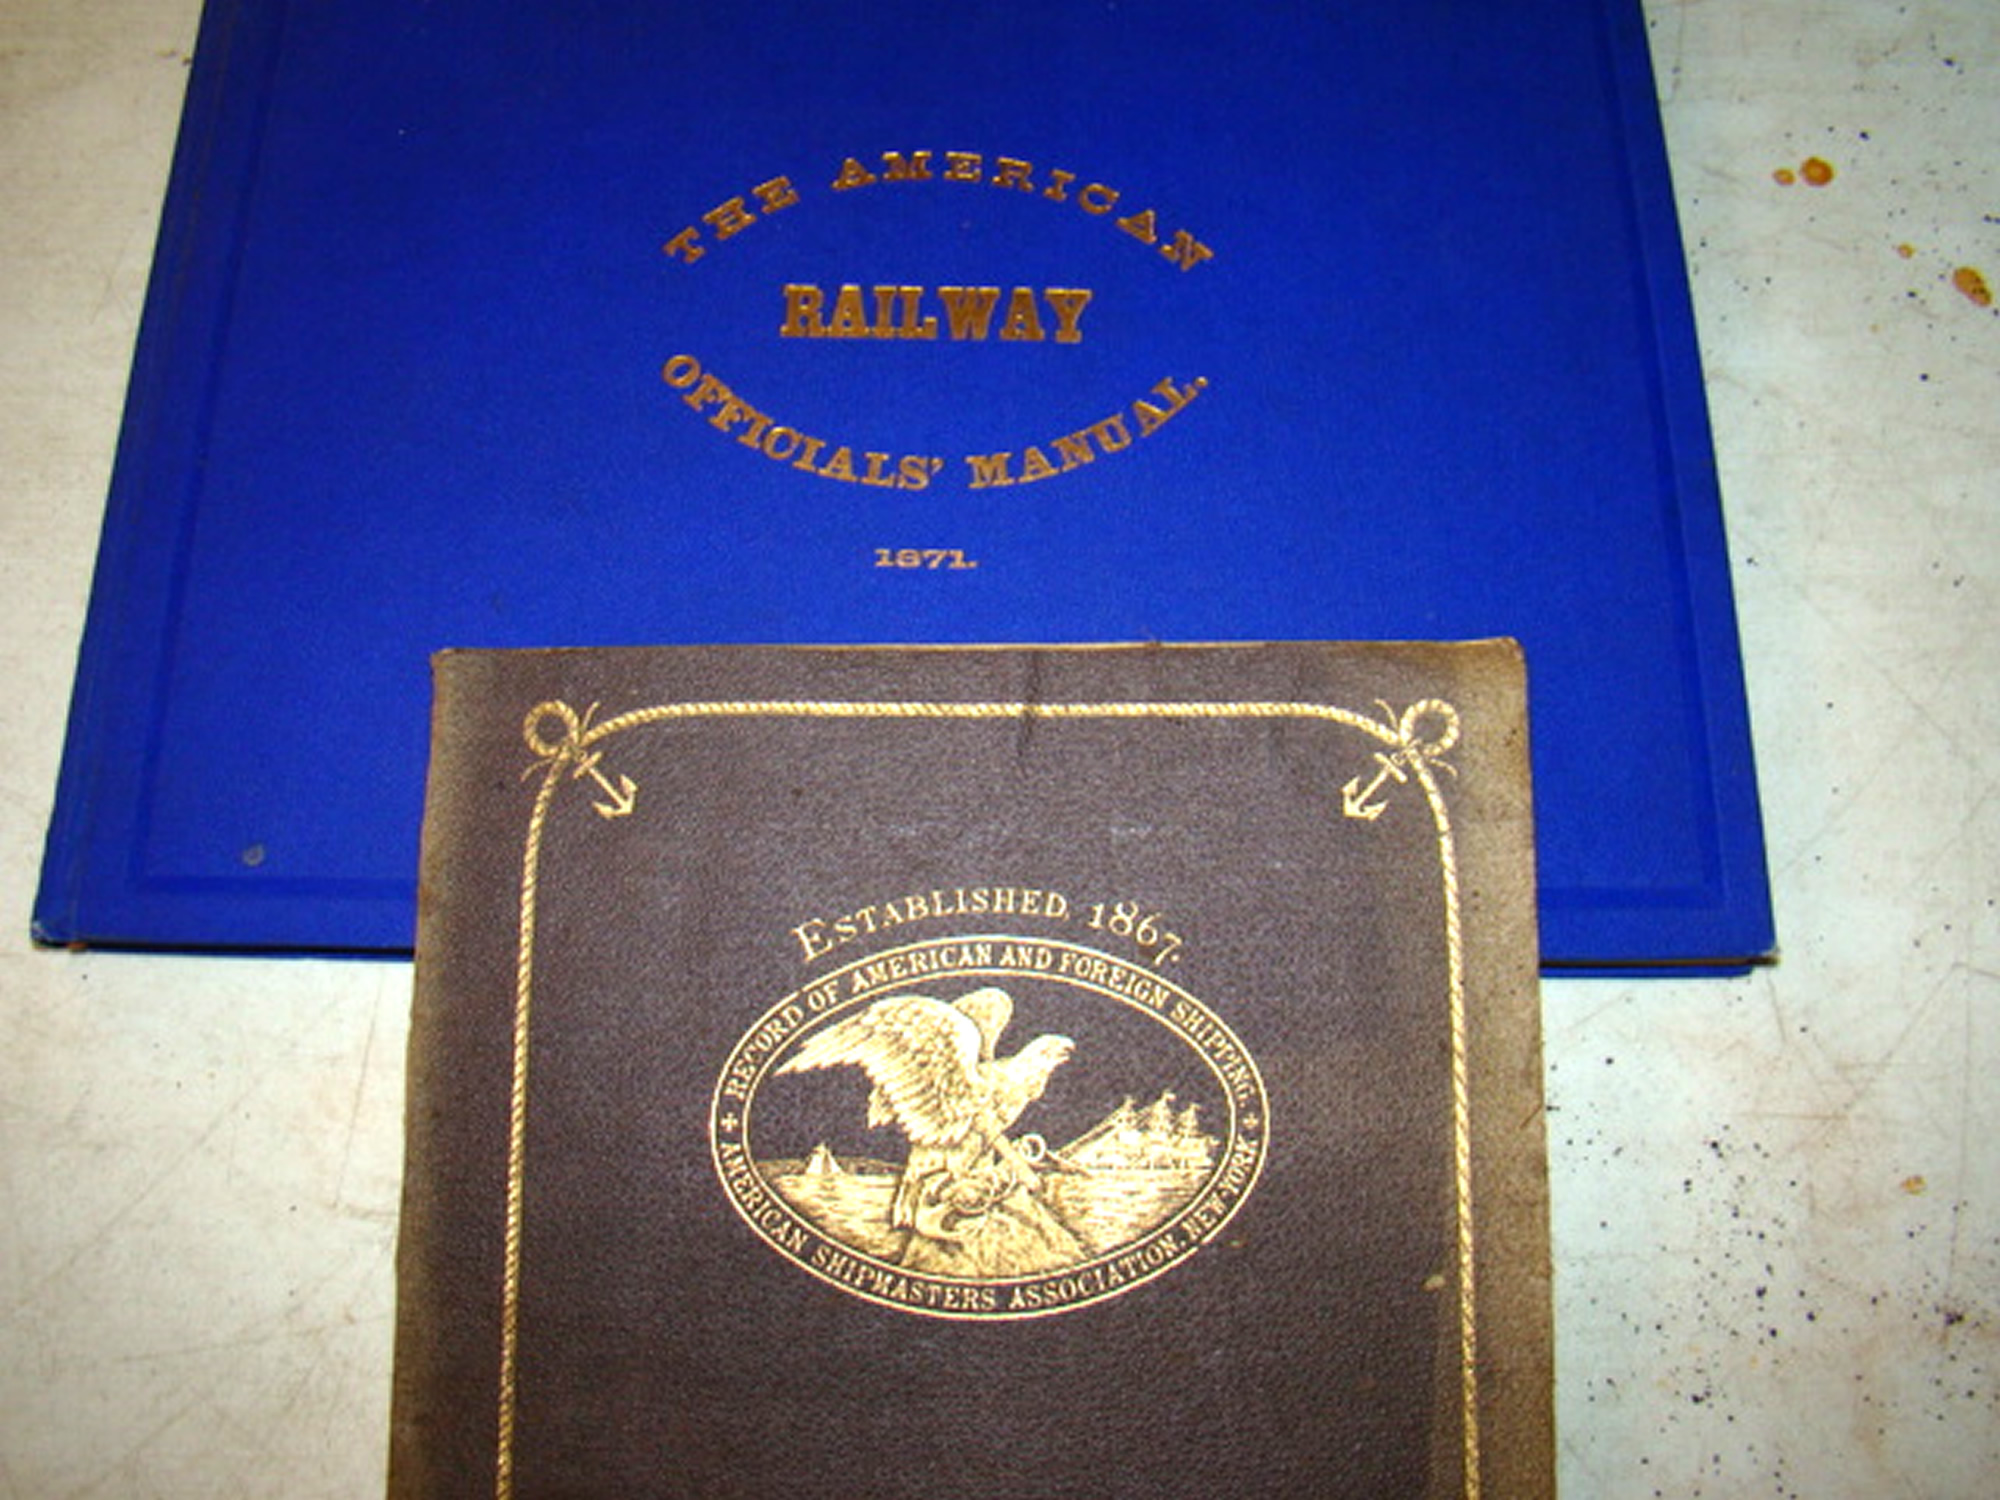 THE AMERICAN
RAILWAY
OFFICIALS' MANUAL.
1871.
ESTABLISHED, 1867.
RECORD OF AMERICAN AND FOREIGN SHIPPING.
AMERICAN SHIPMASTERS ASSOCIATION. NEW-YORK